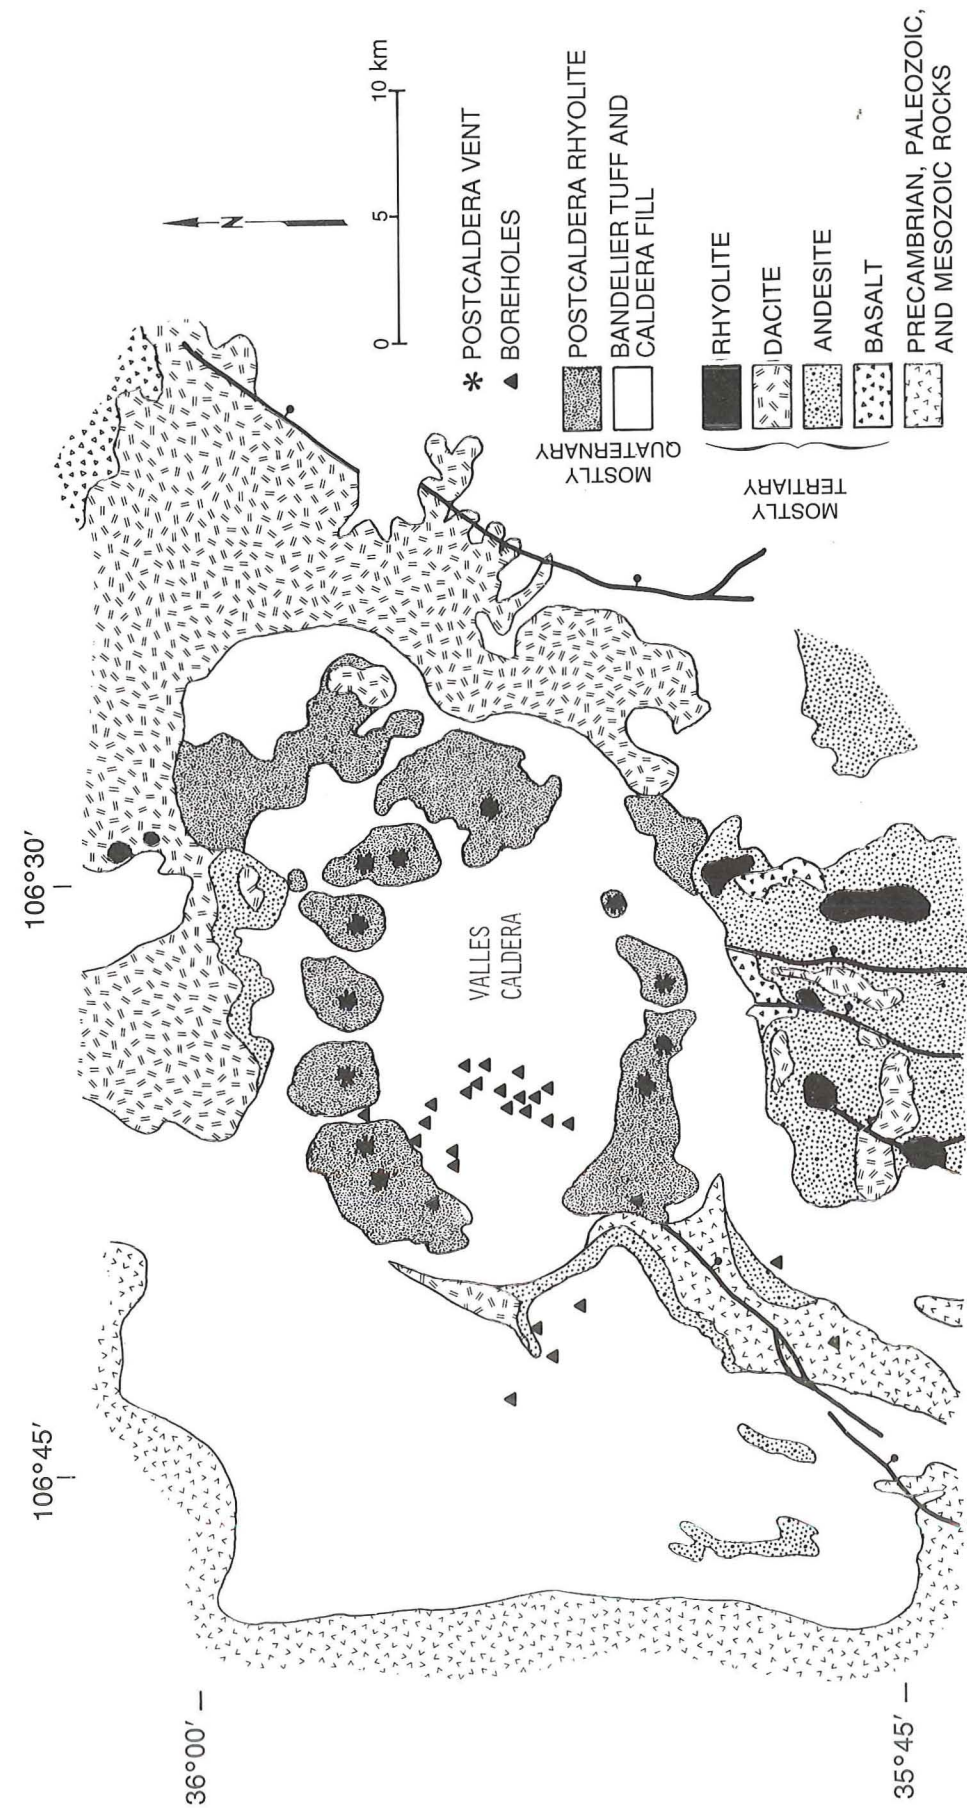 36°00′
35°45′
106°45′
106°30′
VALLES
CALDERA
N
0 5 10 km
* POSTCALDERA VENT
▲ BOREHOLES
MOSTLY
QUATERNARY
POSTCALDERA RHYOLITE
BANDELIER TUFF AND
CALDERA FILL
MOSTLY
TERTIARY
RHYOLITE
DACITE
ANDESITE
BASALT
PRECAMBRIAN, PALEOZOIC,
AND MESOZOIC ROCKS